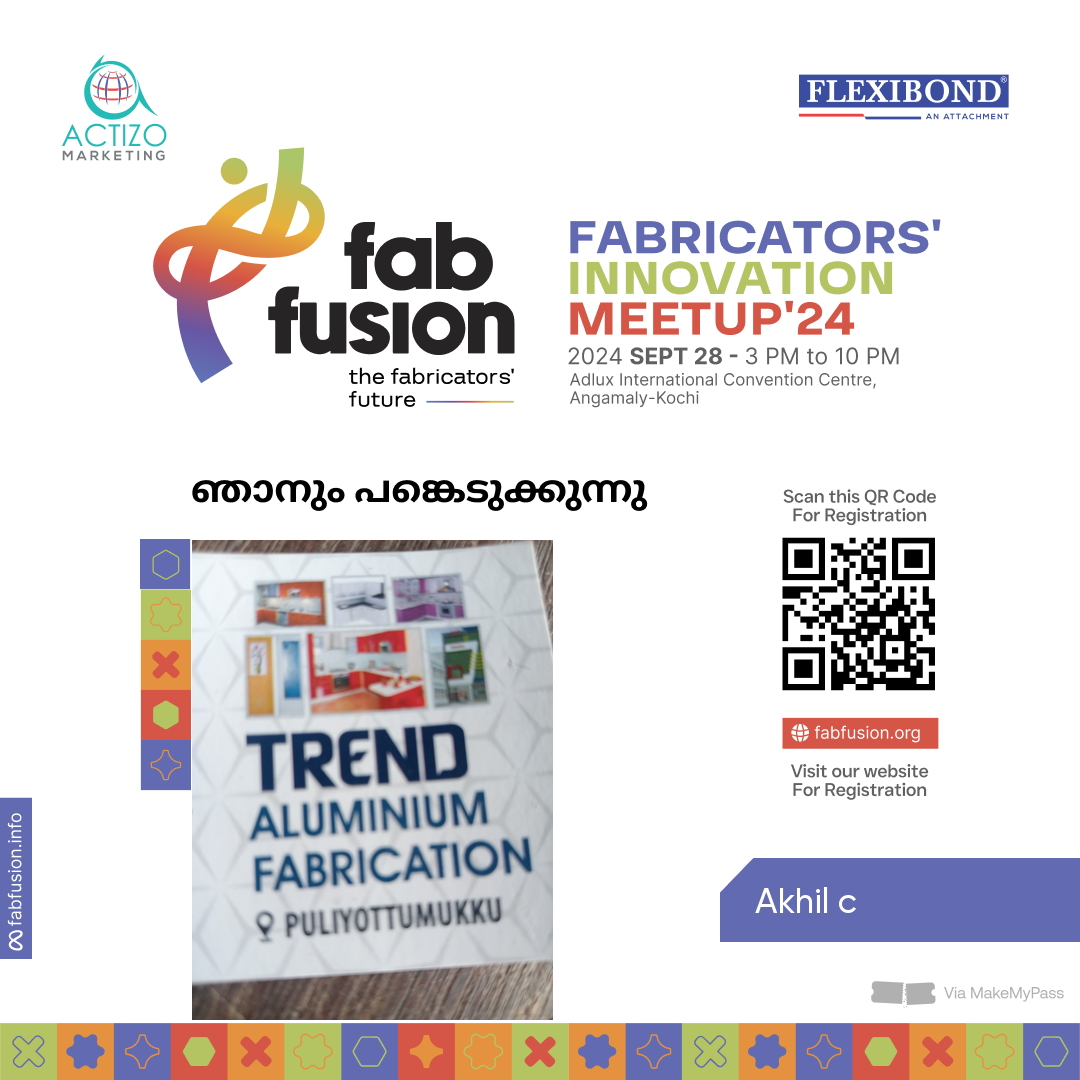 ACTIZO
MARKETING
FLEXIBOND®
AN ATTACHMENT
fab
fusion
the fabricators'
future
FABRICATORS'
INNOVATION
MEETUP'24
2024 SEPT 28 - 3 PM to 10 PM
Adlux International Convention Centre,
Angamaly-Kochi
ഞാനും പങ്കെടുക്കുന്നു
Scan this QR Code
For Registration
TREND
ALUMINIUM
FABRICATION
PULIYOTTUMUKKU
fabfusion.org
Visit our website
For Registration
fabfusion.info
Akhil c
Via MakeMyPass